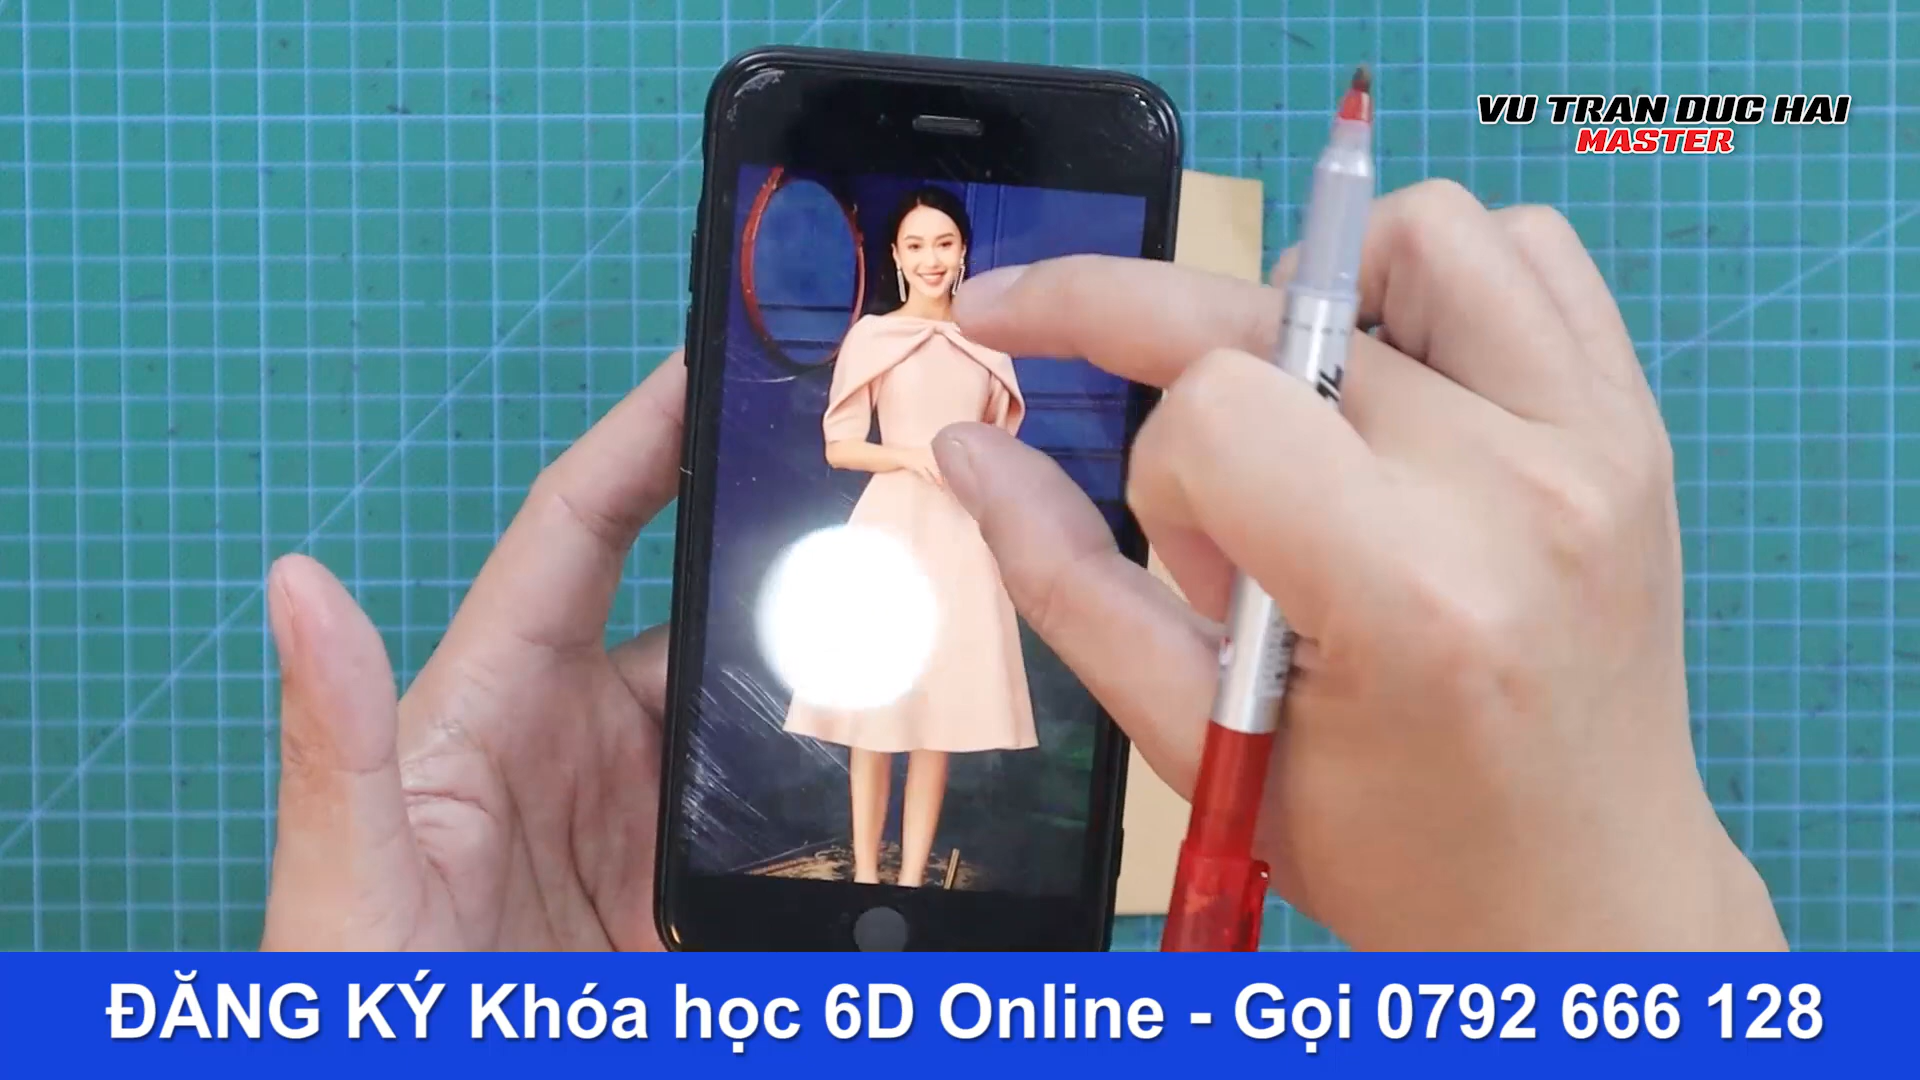 VU TRAN DUC HAI
MASTER
ĐĂNG KÝ Khóa học 6D Online - Gọi 0792 666 128